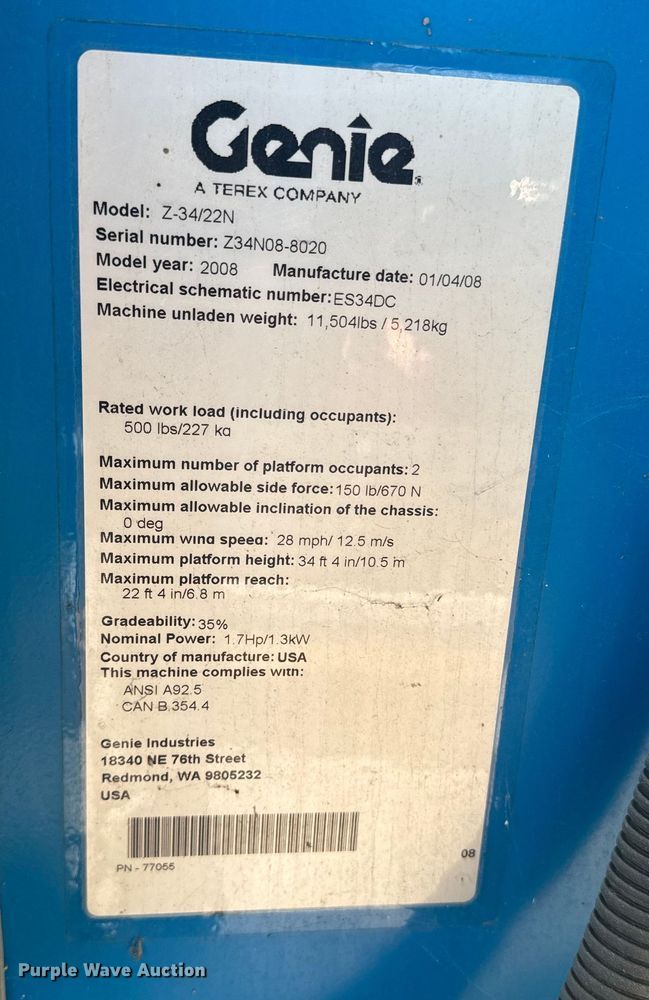 Genie
A TEREX COMPANY
Model: Z-34/22N
Serial number: Z34N08-8020
Model year: 2008 Manufacture date: 01/04/08
Electrical schematic number: ES34DC
Machine unladen weight: 11,504lbs / 5,218kg
Rated work load (including occupants):
500 lbs/227 kg
Maximum number of platform occupants: 2
Maximum allowable side force: 150 lb/670 N
Maximum allowable inclination of the chassis:
0 deg
Maximum wind speed: 28 mph/ 12.5 m/s
Maximum platform height: 34 ft 4 in/10.5 m
Maximum platform reach:
22 ft 4 in/6.8 m
Gradeability: 35%
Nominal Power: 1.7Hp/1.3kW
Country of manufacture: USA
This machine complies with:
ANSI A92.5
CAN B.354.4
Genie Industries
18340 NE 76th Street
Redmond, WA 9805232
USA
PN - 77055
08
Purple Wave Auction